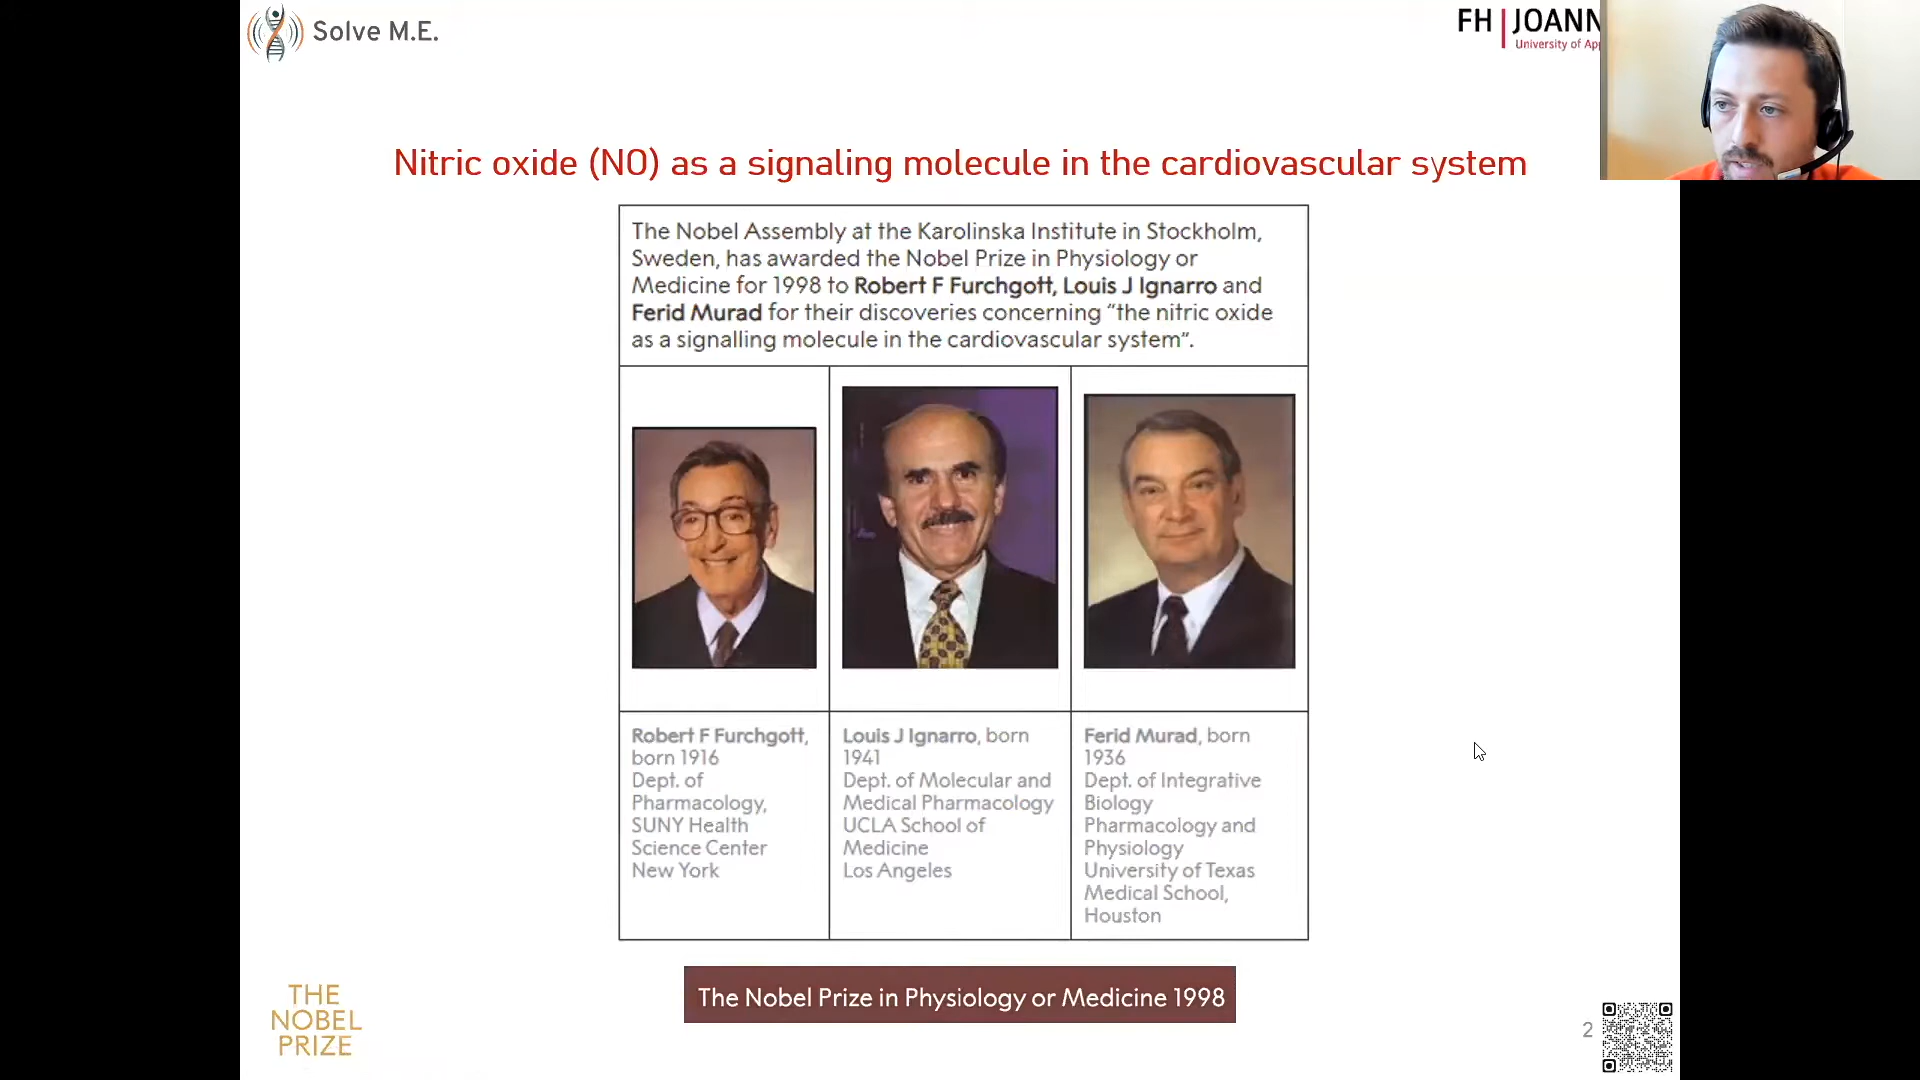 Solve M.E.
FH | JOANN
University of Ap
Nitric oxide (NO) as a signaling molecule in the cardiovascular system
The Nobel Assembly at the Karolinska Institute in Stockholm,
Sweden, has awarded the Nobel Prize in Physiology or
Medicine for 1998 to Robert F Furchgott, Louis J Ignarro and
Ferid Murad for their discoveries concerning “the nitric oxide
as a signalling molecule in the cardiovascular system”.
Robert F Furchgott,
born 1916
Dept. of
Pharmacology,
SUNY Health
Science Center
New York
Louis J Ignarro, born
1941
Dept. of Molecular and
Medical Pharmacology
UCLA School of
Medicine
Los Angeles
Ferid Murad, born
1936
Dept. of Integrative
Biology
Pharmacology and
Physiology
University of Texas
Medical School,
Houston
The Nobel Prize in Physiology or Medicine 1998
THE
NOBEL
PRIZE
2